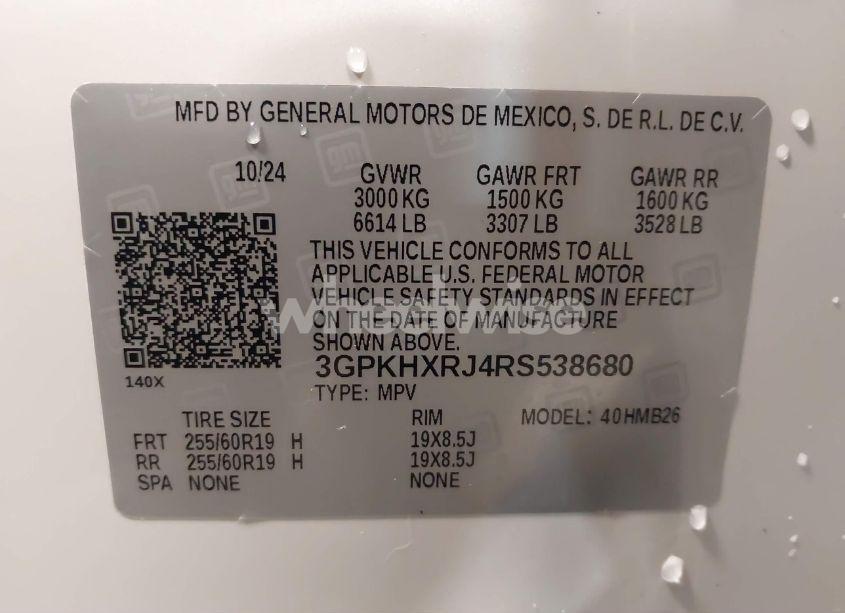 MFD BY GENERAL MOTORS DE MEXICO, S. DE R.L. DE C.V.
10/24 GVWR GAWR FRT GAWR RR
3000 KG 1500 KG 1600 KG
6614 LB 3307 LB 3528 LB
THIS VEHICLE CONFORMS TO ALL
APPLICABLE U.S. FEDERAL MOTOR
VEHICLE SAFETY STANDARDS IN EFFECT
ON THE DATE OF MANUFACTURE
SHOWN ABOVE.
wheelwise
3GPKHXRJ4RS538680
140X
TYPE: MPV
TIRE SIZE RIM MODEL: 40HMB26
FRT 255/60R19 H 19X8.5J
RR 255/60R19 H 19X8.5J
SPA NONE NONE
gm